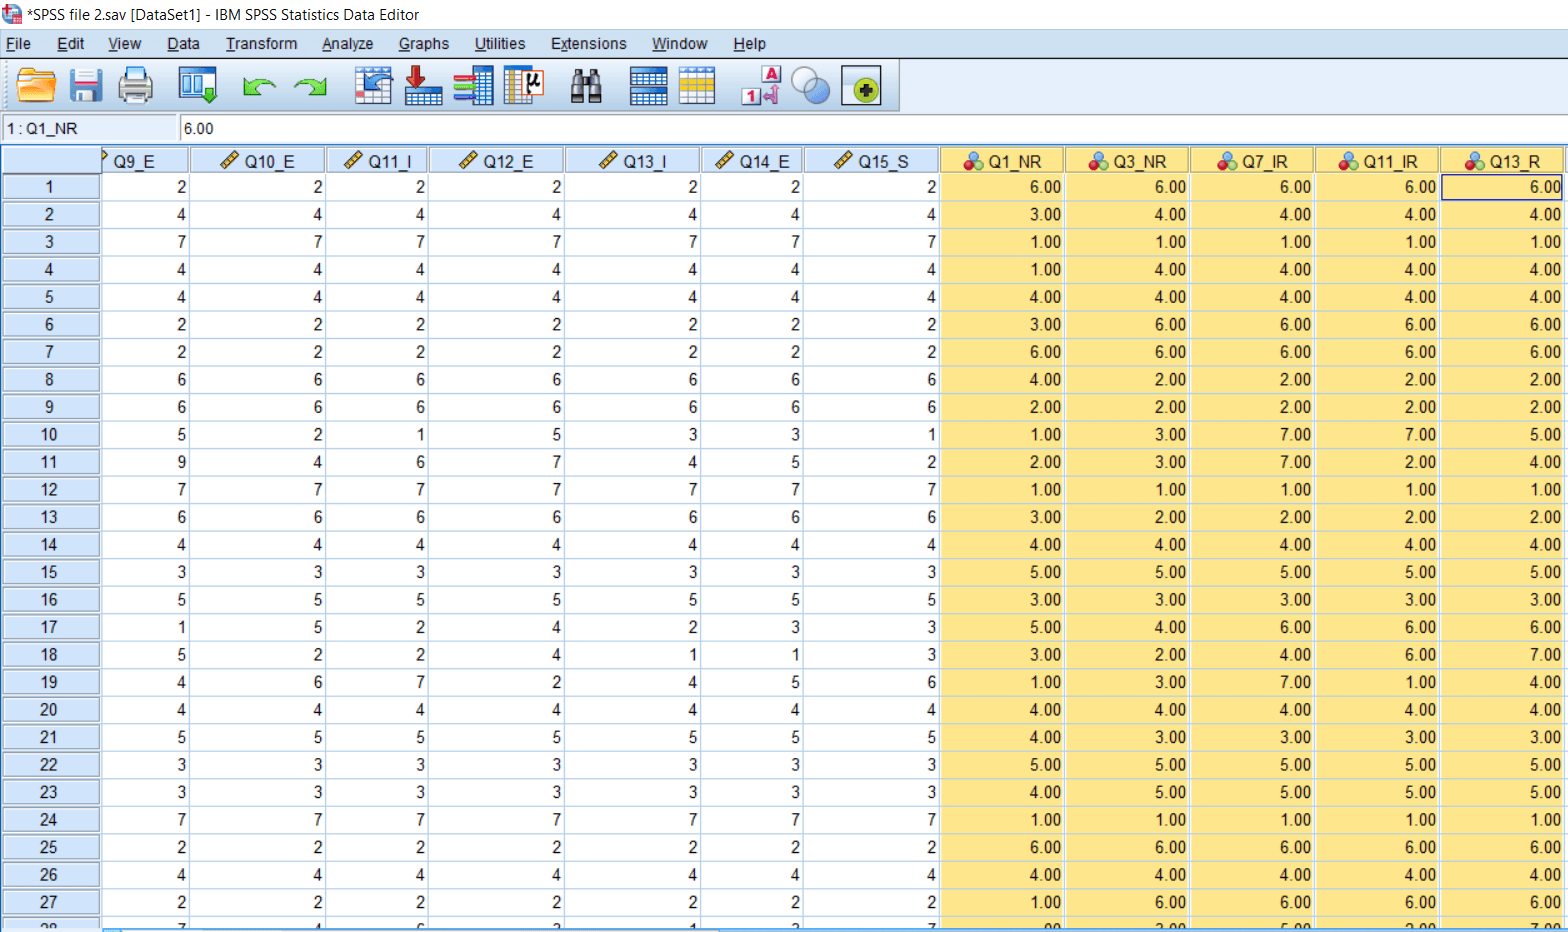 *SPSS file 2.sav [DataSet1] - IBM SPSS Statistics Data Editor
File Edit View Data Transform Analyze Graphs Utilities Extensions Window Help
μ A 1
1 : Q1_NR 6.00
Q9_E Q10_E Q11_I Q12_E Q13_I Q14_E Q15_S Q1_NR Q3_NR Q7_IR Q11_IR Q13_R
1 2 2 2 2 2 2 2 6.00 6.00 6.00 6.00 6.00
2 4 4 4 4 4 4 4 3.00 4.00 4.00 4.00 4.00
3 7 7 7 7 7 7 7 1.00 1.00 1.00 1.00 1.00
4 4 4 4 4 4 4 4 1.00 4.00 4.00 4.00 4.00
5 4 4 4 4 4 4 4 4.00 4.00 4.00 4.00 4.00
6 2 2 2 2 2 2 2 3.00 6.00 6.00 6.00 6.00
7 2 2 2 2 2 2 2 6.00 6.00 6.00 6.00 6.00
8 6 6 6 6 6 6 6 4.00 2.00 2.00 2.00 2.00
9 6 6 6 6 6 6 6 2.00 2.00 2.00 2.00 2.00
10 5 2 1 5 3 3 1 1.00 3.00 7.00 7.00 5.00
11 9 4 6 7 4 5 2 2.00 3.00 7.00 2.00 4.00
12 7 7 7 7 7 7 7 1.00 1.00 1.00 1.00 1.00
13 6 6 6 6 6 6 6 3.00 2.00 2.00 2.00 2.00
14 4 4 4 4 4 4 4 4.00 4.00 4.00 4.00 4.00
15 3 3 3 3 3 3 3 5.00 5.00 5.00 5.00 5.00
16 5 5 5 5 5 5 5 3.00 3.00 3.00 3.00 3.00
17 1 5 2 4 2 3 3 5.00 4.00 6.00 6.00 6.00
18 5 2 2 4 1 1 3 3.00 2.00 4.00 6.00 7.00
19 4 6 7 2 4 5 6 1.00 3.00 7.00 1.00 4.00
20 4 4 4 4 4 4 4 4.00 4.00 4.00 4.00 4.00
21 5 5 5 5 5 5 5 4.00 3.00 3.00 3.00 3.00
22 3 3 3 3 3 3 3 5.00 5.00 5.00 5.00 5.00
23 3 3 3 3 3 3 3 4.00 5.00 5.00 5.00 5.00
24 7 7 7 7 7 7 7 1.00 1.00 1.00 1.00 1.00
25 2 2 2 2 2 2 2 6.00 6.00 6.00 6.00 6.00
26 4 4 4 4 4 4 4 4.00 4.00 4.00 4.00 4.00
27 2 2 2 2 2 2 2 1.00 6.00 6.00 6.00 6.00